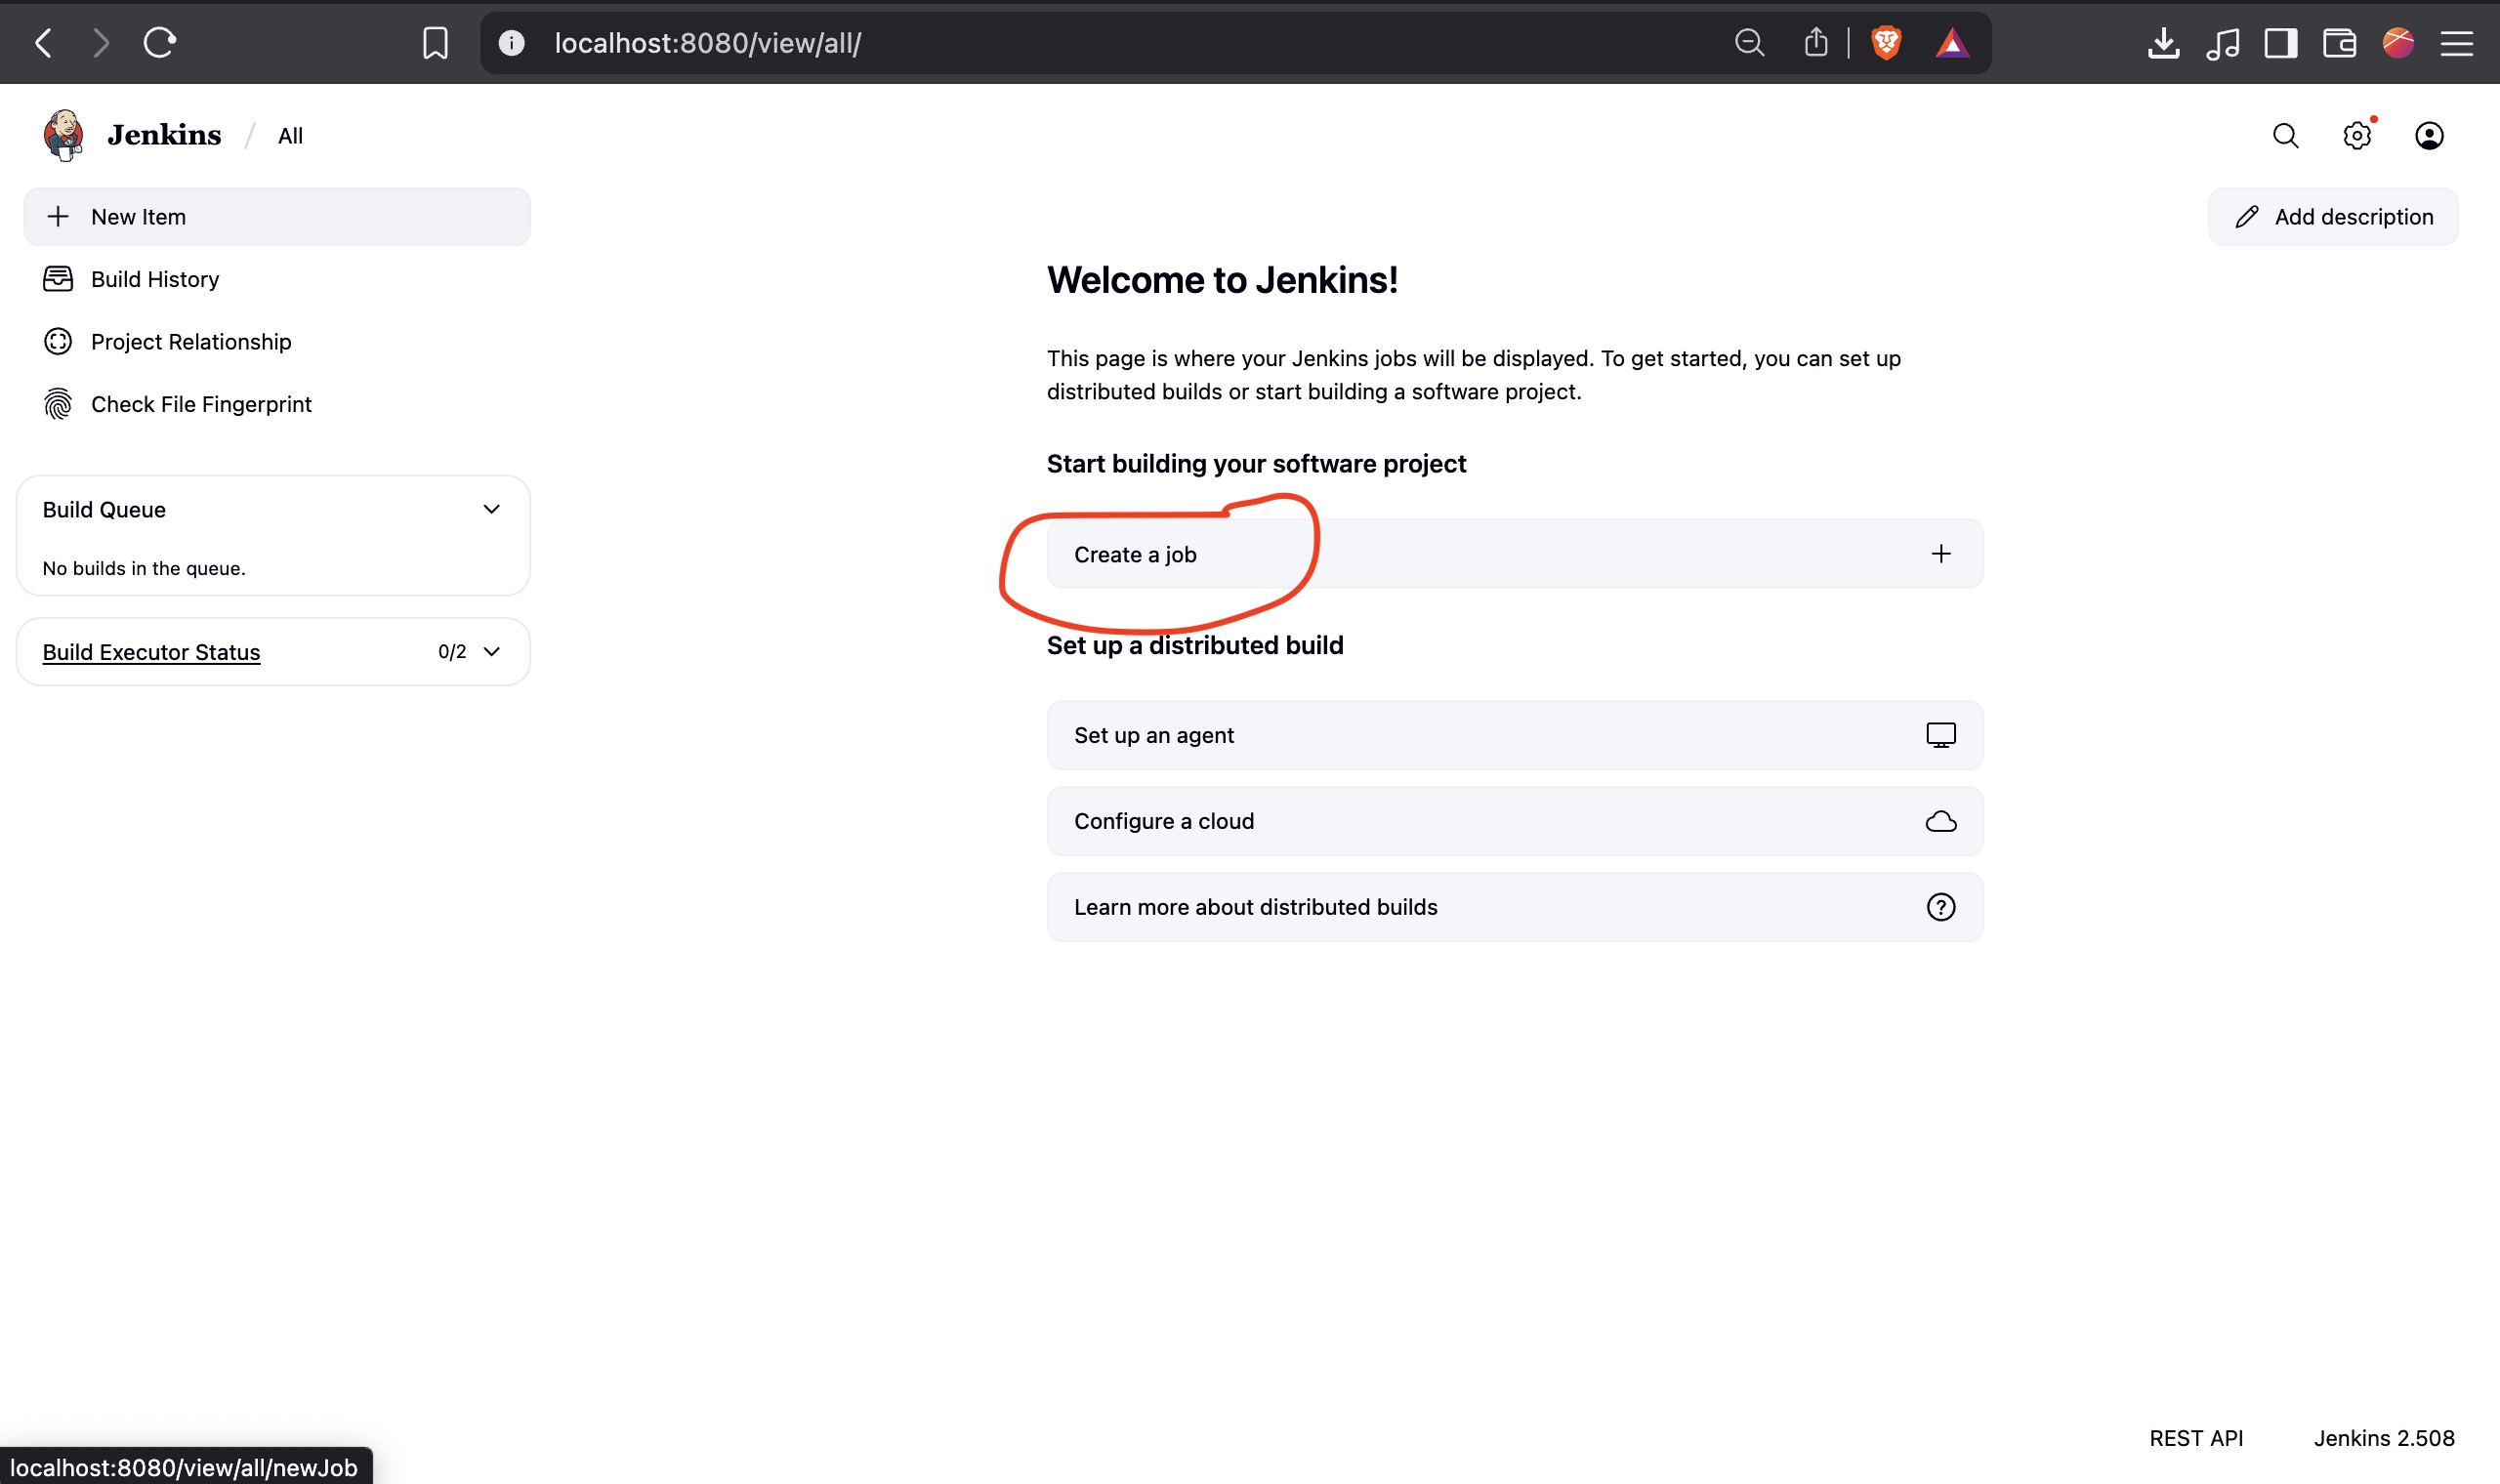 localhost:8080/view/all/
Jenkins / All
New Item
Add description
Build History
Project Relationship
Check File Fingerprint
Build Queue
No builds in the queue.
Build Executor Status 0/2
Welcome to Jenkins!
This page is where your Jenkins jobs will be displayed. To get started, you can set up
distributed builds or start building a software project.
Start building your software project
Create a job
Set up a distributed build
Set up an agent
Configure a cloud
Learn more about distributed builds
REST API Jenkins 2.508
localhost:8080/view/all/newJob